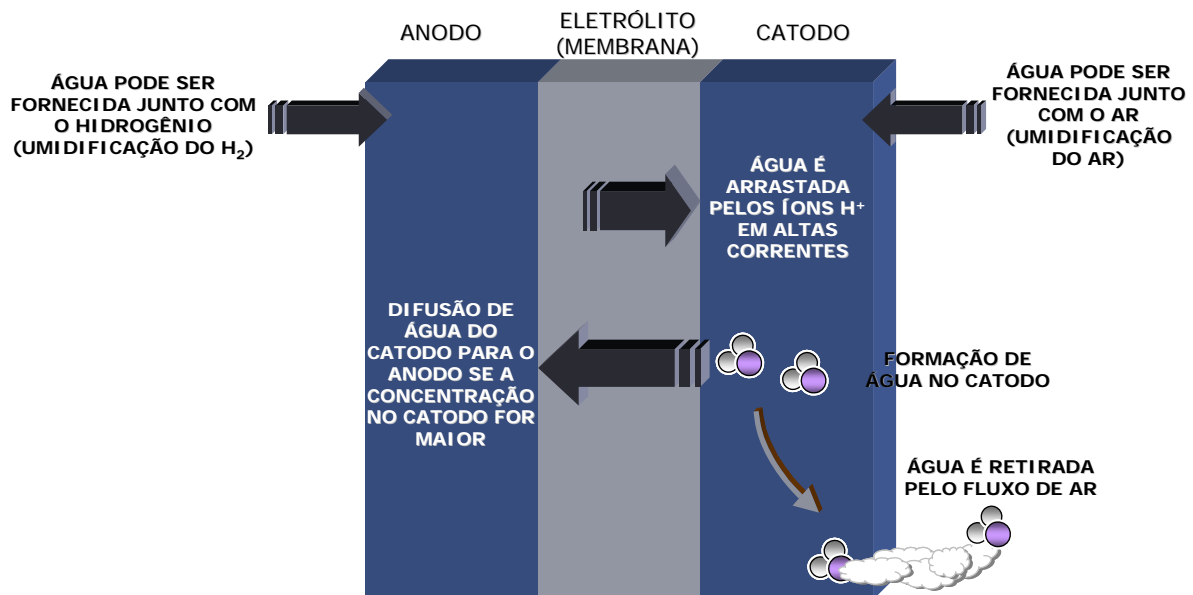 ANODO
ELETRÓLITO
(MEMBRANA)
CATODO
ÁGUA PODE SER
FORNECIDA JUNTO COM
O HIDROGÊNIO
(UMIDIFICAÇÃO DO H₂)
ÁGUA PODE SER
FORNECIDA JUNTO
COM O AR
(UMIDIFICAÇÃO
DO AR)
ÁGUA É
ARRASTADA
PELOS ÍONS H⁺
EM ALTAS
CORRENTES
DIFUSÃO DE
ÁGUA DO
CATODO PARA O
ANODO SE A
CONCENTRAÇÃO
NO CATODO FOR
MAIOR
FORMAÇÃO DE
ÁGUA NO CATODO
ÁGUA É RETIRADA
PELO FLUXO DE AR